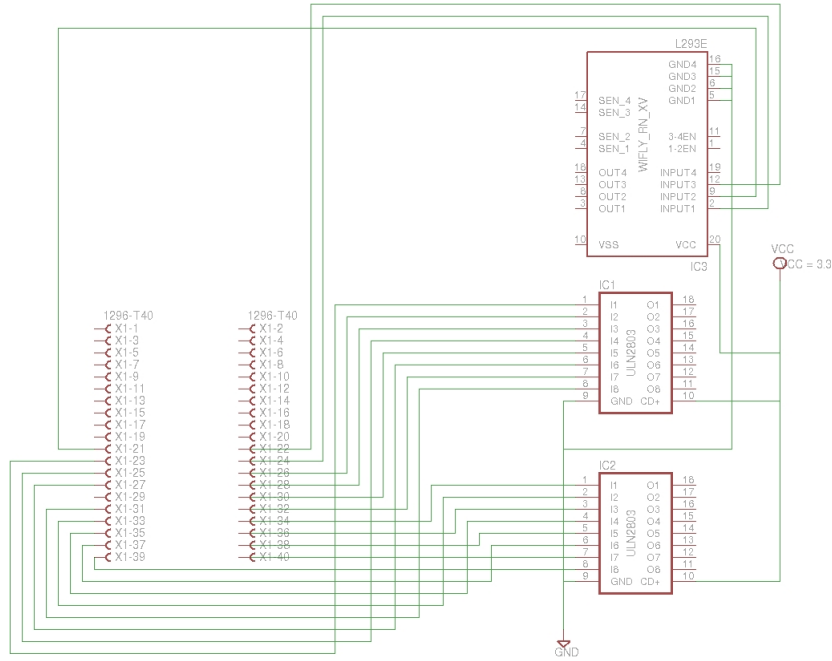 L293E
GND4 16
GND3 15
GND2 6
GND1 5
17 SEN_4
14 SEN_3
7 SEN_2
4 SEN_1
3-4EN 11
1-2EN 1
WIFLY_RN_XV
16 OUT4
13 OUT3
8 OUT2
3 OUT1
INPUT4 19
INPUT3 12
INPUT2 9
INPUT1 2
10 VSS
VCC 20
IC3
VCC
VCC = 3.3
IC1
1 I1 O1 18
2 I2 O2 17
3 I3 O3 16
4 I4 O4 15
5 I5 O5 14
6 I6 O6 13
7 I7 O7 12
8 I8 O8 11
9 GND CD+ 10
ULN2803
1296-T40
X1-1
X1-3
X1-5
X1-7
X1-9
X1-11
X1-13
X1-15
X1-17
X1-19
X1-21
X1-23
X1-25
X1-27
X1-29
X1-31
X1-33
X1-35
X1-37
X1-39
1296-T40
X1-2
X1-4
X1-6
X1-8
X1-10
X1-12
X1-14
X1-16
X1-18
X1-20
X1-22
X1-24
X1-26
X1-28
X1-30
X1-32
X1-34
X1-36
X1-38
X1-40
IC2
1 I1 O1 18
2 I2 O2 17
3 I3 O3 16
4 I4 O4 15
5 I5 O5 14
6 I6 O6 13
7 I7 O7 12
8 I8 O8 11
9 GND CD+ 10
ULN2803
GND